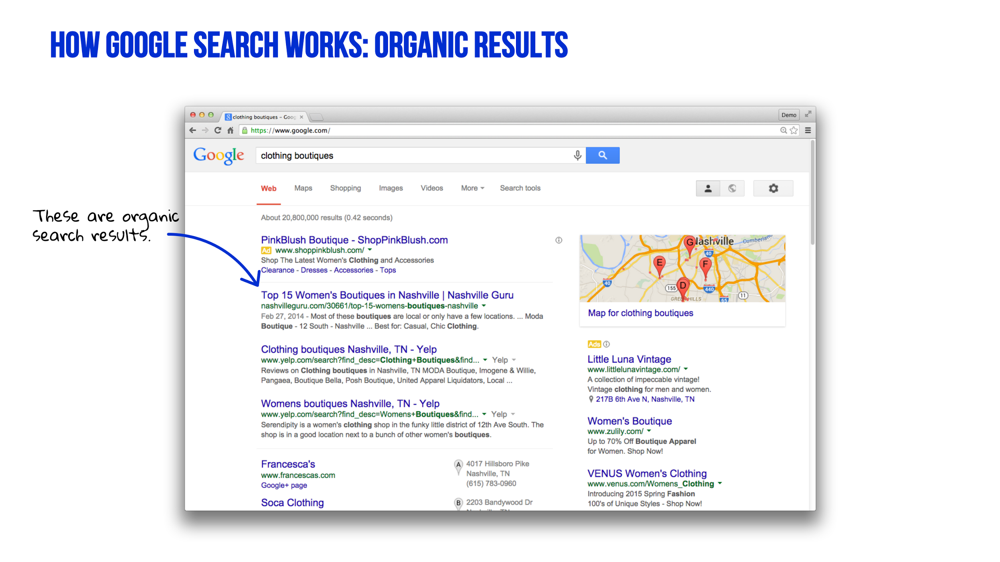 HOW GOOGLE SEARCH WORKS: ORGANIC RESULTS
These are organic
search results.
clothing boutiques - Goog
Demo
https://www.google.com/
Google
clothing boutiques
Web Maps Shopping Images Videos More Search tools
About 20,800,000 results (0.42 seconds)
PinkBlush Boutique - ShopPinkBlush.com
Ad www.shoppinkblush.com/
Shop The Latest Women's Clothing and Accessories
Clearance - Dresses - Accessories - Tops
Top 15 Women's Boutiques in Nashville | Nashville Guru
nashvilleguru.com/30661/top-15-womens-boutiques-nashville
Feb 27, 2014 - Most of these boutiques are local or only have a few locations. ... Moda
Boutique - 12 South - Nashville ... Best for: Casual, Chic Clothing.
Clothing boutiques Nashville, TN - Yelp
www.yelp.com/search?find_desc=Clothing+Boutiques&find... Yelp
Reviews on Clothing boutiques in Nashville, TN MODA Boutique, Imogene & Willie,
Pangaea, Boutique Bella, Posh Boutique, United Apparel Liquidators, Local ...
Womens boutiques Nashville, TN - Yelp
www.yelp.com/search?find_desc=Womens+Boutiques&find... Yelp
Serendipity is a women's clothing shop in the funky little district of 12th Ave South. The
shop is in a good location next to a bunch of other women's boutiques.
Francesca's
www.francescas.com
Google+ page
A 4017 Hillsboro Pike
Nashville, TN
(615) 783-0960
Soca Clothing
B 2203 Bandywood Dr
G Nashville
40
E
F
40
155 D 440
11
65
Map for clothing boutiques
Ads
Little Luna Vintage
www.littlelunavintage.com/
A collection of impeccable vintage!
Vintage clothing for men and women.
217B 6th Ave N, Nashville, TN
Women's Boutique
www.zulily.com/
Up to 70% Off Boutique Apparel
for Women. Shop Now!
VENUS Women's Clothing
www.venus.com/Womens_Clothing
Introducing 2015 Spring Fashion
100's of Unique Styles - Shop Now!